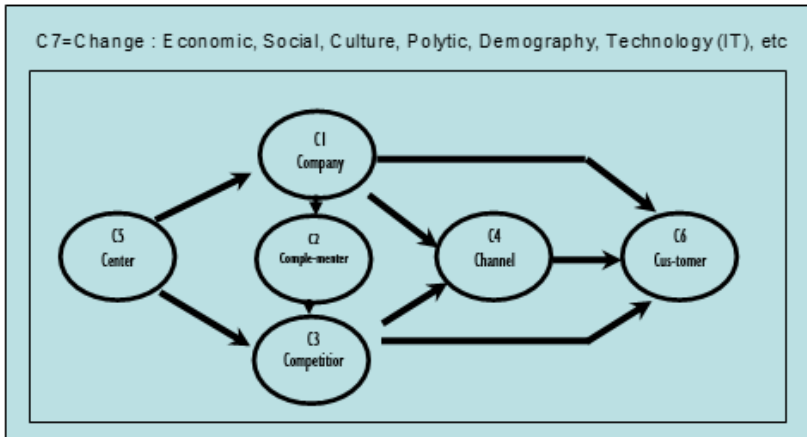 C7=Change : Economic, Social, Culture, Polytic, Demography, Technology (IT), etc
C1
Company
C5
Center
C2
Comple-menter
C4
Channel
C6
Cus-tomer
C3
Competitior